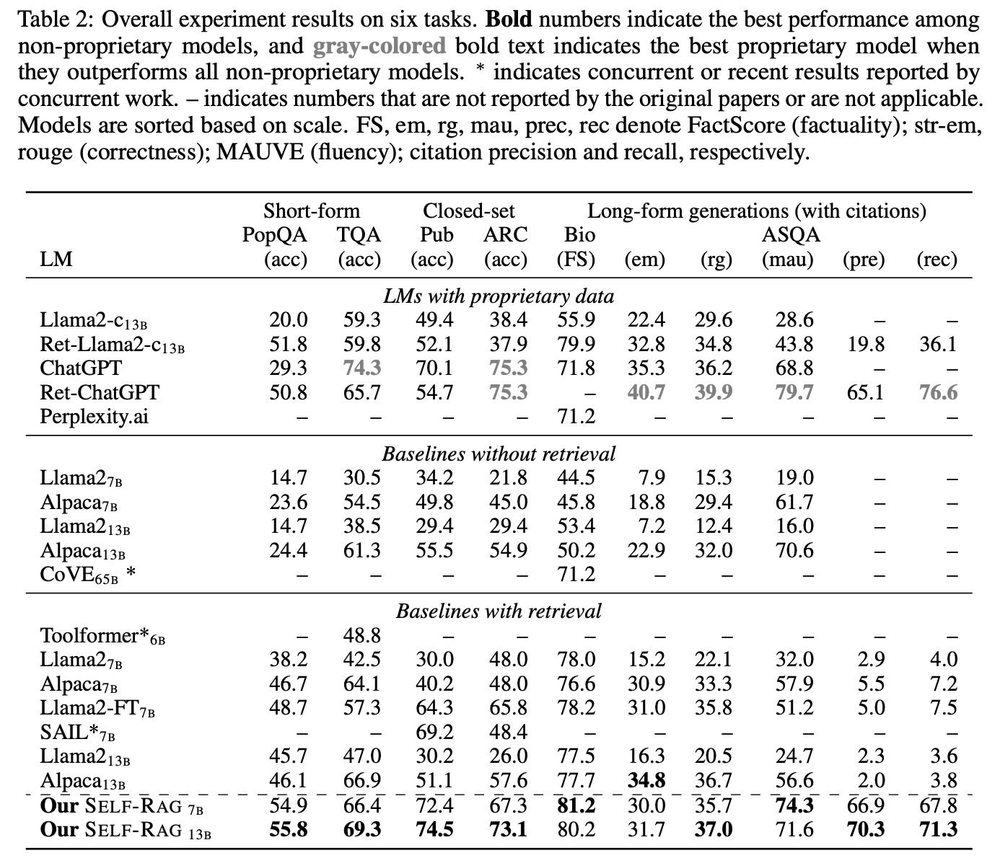 Table 2: Overall experiment results on six tasks. Bold numbers indicate the best performance among
non-proprietary models, and gray-colored bold text indicates the best proprietary model when
they outperforms all non-proprietary models. * indicates concurrent or recent results reported by
concurrent work. – indicates numbers that are not reported by the original papers or are not applicable.
Models are sorted based on scale. FS, em, rg, mau, prec, rec denote FactScore (factuality); str-em,
rouge (correctness); MAUVE (fluency); citation precision and recall, respectively.
Short-form Closed-set Long-form generations (with citations)
PopQA TQA Pub ARC Bio ASQA
LM (acc) (acc) (acc) (acc) (FS) (em) (rg) (mau) (pre) (rec)
LMs with proprietary data
Llama2-c13B 20.0 59.3 49.4 38.4 55.9 22.4 29.6 28.6 – –
Ret-Llama2-c13B 51.8 59.8 52.1 37.9 79.9 32.8 34.8 43.8 19.8 36.1
ChatGPT 29.3 74.3 70.1 75.3 71.8 35.3 36.2 68.8 – –
Ret-ChatGPT 50.8 65.7 54.7 75.3 – 40.7 39.9 79.7 65.1 76.6
Perplexity.ai – – – – 71.2 – – – – –
Baselines without retrieval
Llama27B 14.7 30.5 34.2 21.8 44.5 7.9 15.3 19.0 – –
Alpaca7B 23.6 54.5 49.8 45.0 45.8 18.8 29.4 61.7 – –
Llama213B 14.7 38.5 29.4 29.4 53.4 7.2 12.4 16.0 – –
Alpaca13B 24.4 61.3 55.5 54.9 50.2 22.9 32.0 70.6 – –
CoVE65B * – – – – 71.2 – – – – –
Baselines with retrieval
Toolformer*6B – 48.8 – – – – – – – –
Llama27B 38.2 42.5 30.0 48.0 78.0 15.2 22.1 32.0 2.9 4.0
Alpaca7B 46.7 64.1 40.2 48.0 76.6 30.9 33.3 57.9 5.5 7.2
Llama2-FT7B 48.7 57.3 64.3 65.8 78.2 31.0 35.8 51.2 5.0 7.5
SAIL*7B – – 69.2 48.4 – – – – – –
Llama213B 45.7 47.0 30.2 26.0 77.5 16.3 20.5 24.7 2.3 3.6
Alpaca13B 46.1 66.9 51.1 57.6 77.7 34.8 36.7 56.6 2.0 3.8
Our SELF-RAG 7B 54.9 66.4 72.4 67.3 81.2 30.0 35.7 74.3 66.9 67.8
Our SELF-RAG 13B 55.8 69.3 74.5 73.1 80.2 31.7 37.0 71.6 70.3 71.3